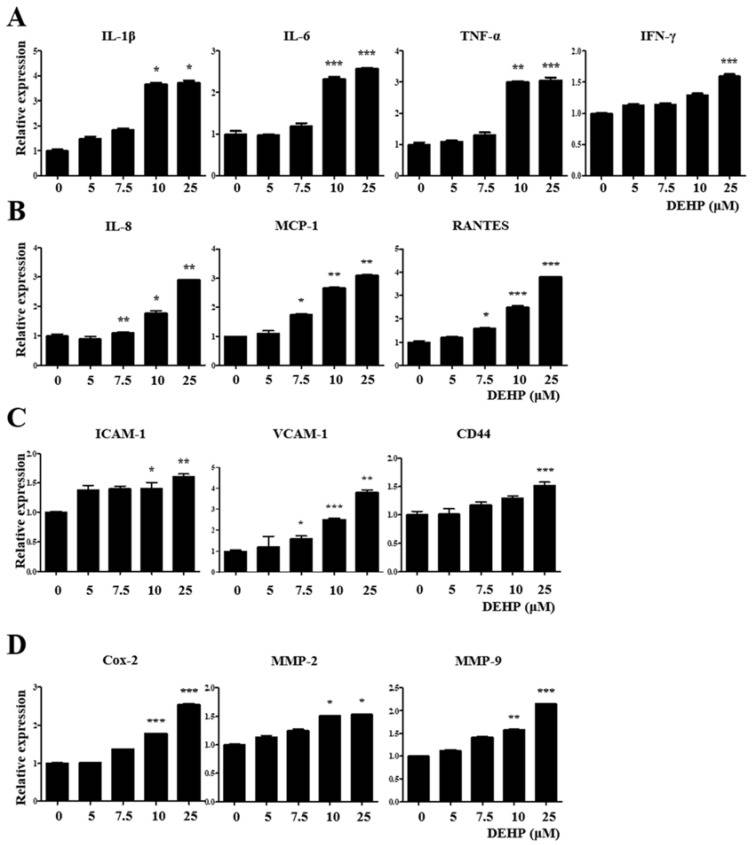 A
IL-1β IL-6 TNF-α IFN-γ
Relative expression
5 4 3 2 1 0
3 2 1 0
5 4 3 2 1 0
2.0 1.5 1.0 0.5 0.0
* * *** *** ** *** ***
0 5 7.5 10 25 0 5 7.5 10 25 0 5 7.5 10 25 0 5 7.5 10 25
DEHP (μM)
B
IL-8 MCP-1 RANTES
Relative expression
4 3 2 1 0
4 3 2 1 0
5 4 3 2 1 0
** * ** * ** ** * *** ***
0 5 7.5 10 25 0 5 7.5 10 25 0 5 7.5 10 25
DEHP (μM)
C
ICAM-1 VCAM-1 CD44
Relative expression
2.0 1.5 1.0 0.5 0.0
5 4 3 2 1 0
2.0 1.5 1.0 0.5 0.0
* ** * *** ** ***
0 5 7.5 10 25 0 5 7.5 10 25 0 5 7.5 10 25
DEHP (μM)
D
Cox-2 MMP-2 MMP-9
Relative expression
3 2 1 0
2.0 1.5 1.0 0.5 0.0
2.5 2.0 1.5 1.0 0.5 0.0
*** *** * * ** ***
0 5 7.5 10 25 0 5 7.5 10 25 0 5 7.5 10 25
DEHP (μM)